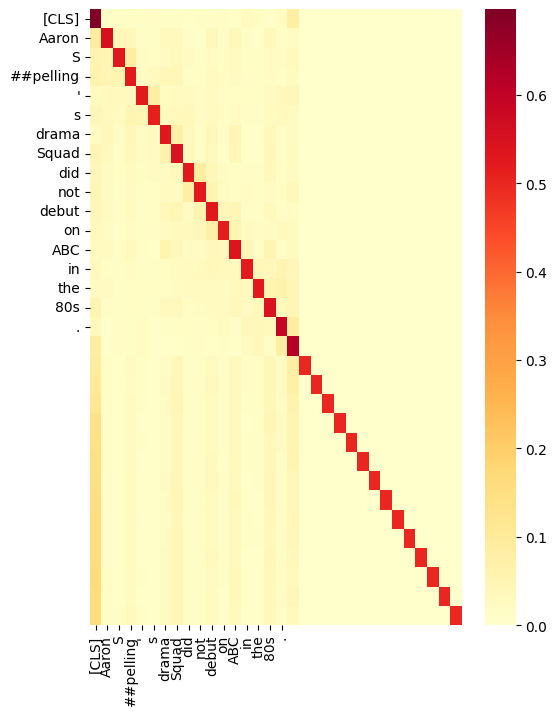 [CLS]
Aaron
S
##pelling
'
s
drama
Squad
did
not
debut
on
ABC
in
the
80s
.
0.6
0.5
0.4
0.3
0.2
0.1
0.0
[CLS]
Aaron
S
##pelling
'
s
drama
Squad
did
not
debut
on
ABC
in
the
80s
.